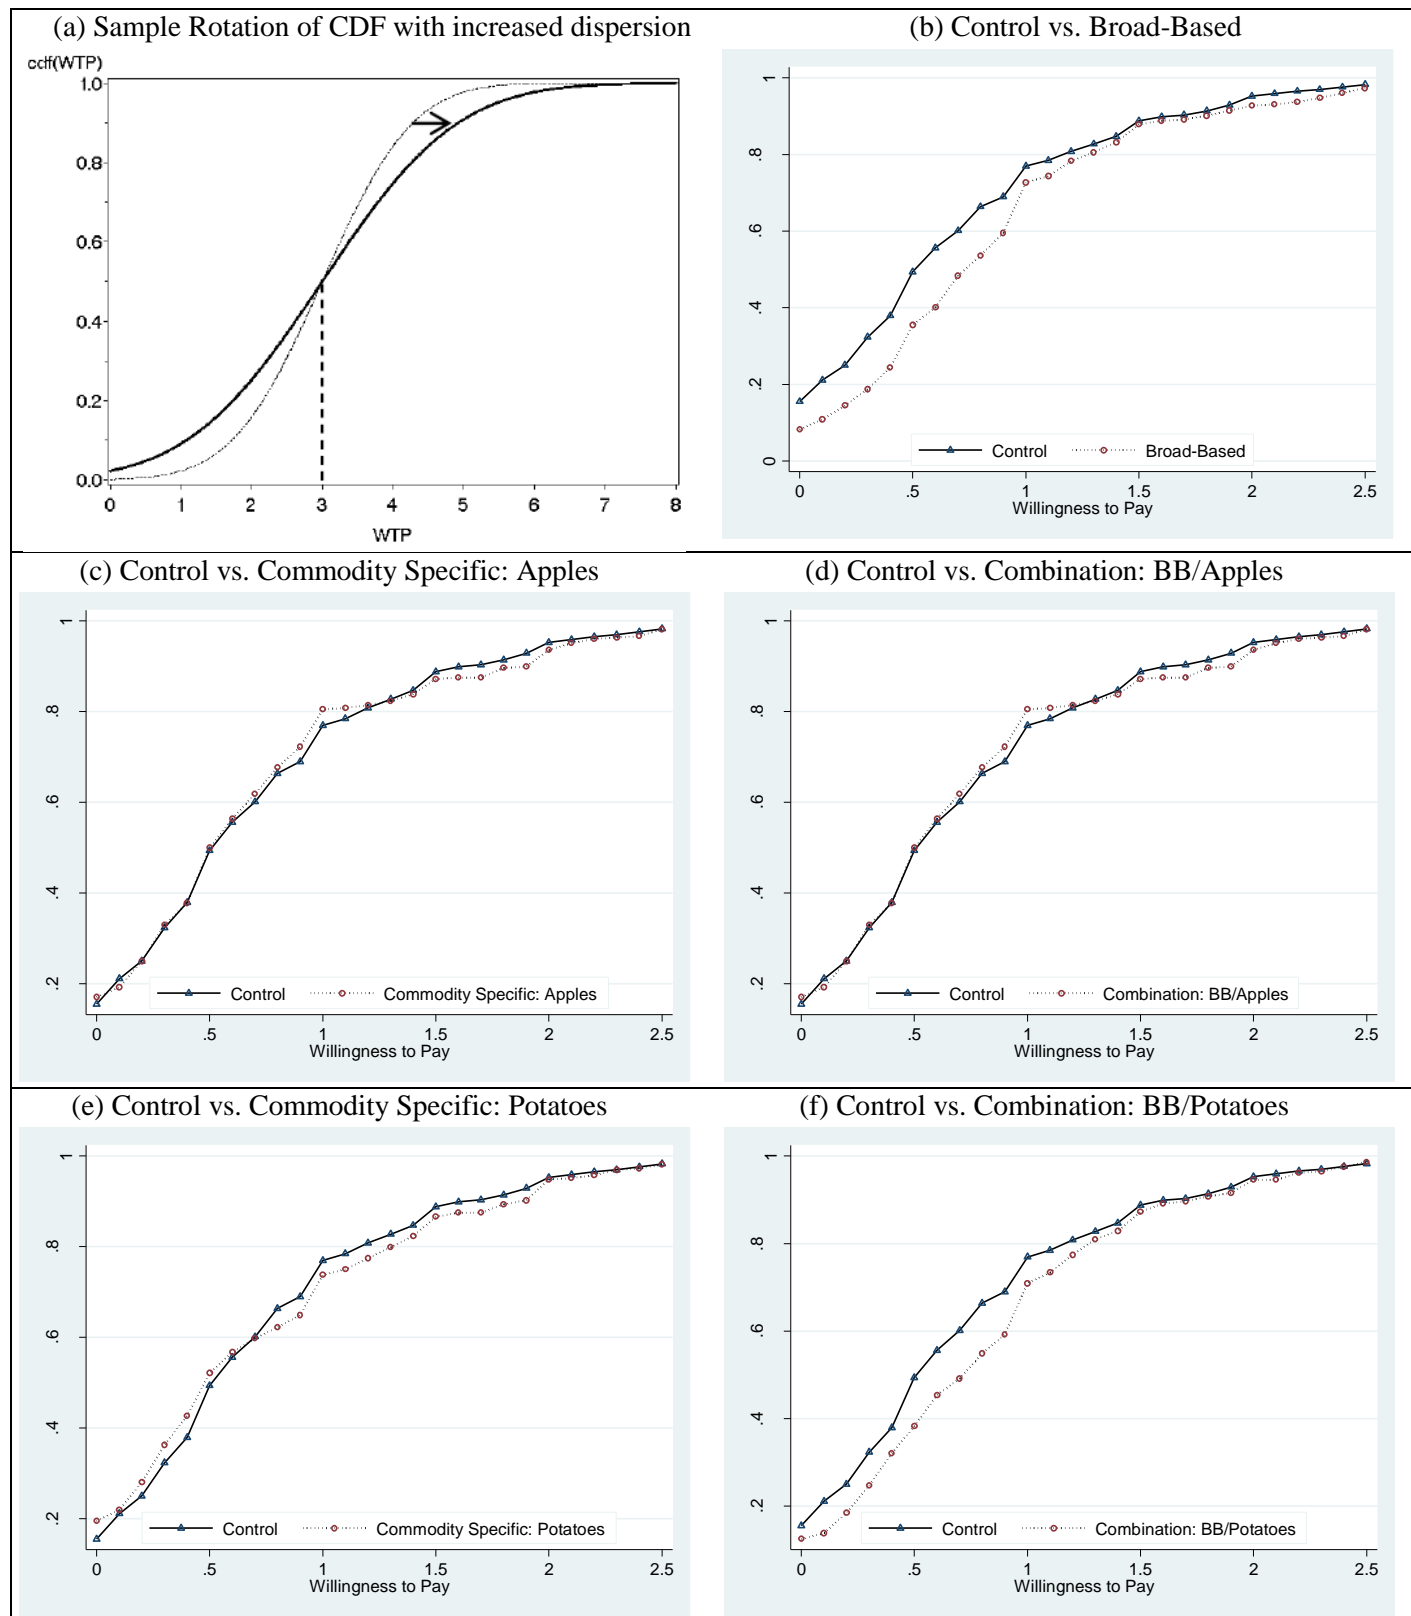 (a) Sample Rotation of CDF with increased dispersion
cdf(WTP)
1.0
0.8
0.6
0.4
0.2
0.0
0 1 2 3 4 5 6 7 8
WTP
(b) Control vs. Broad-Based
1
.8
.6
.4
.2
0
Control Broad-Based
0 .5 1 1.5 2 2.5
Willingness to Pay
(c) Control vs. Commodity Specific: Apples
1
.8
.6
.4
.2
Control Commodity Specific: Apples
0 .5 1 1.5 2 2.5
Willingness to Pay
(d) Control vs. Combination: BB/Apples
1
.8
.6
.4
.2
Control Combination: BB/Apples
0 .5 1 1.5 2 2.5
Willingness to Pay
(e) Control vs. Commodity Specific: Potatoes
1
.8
.6
.4
.2
Control Commodity Specific: Potatoes
0 .5 1 1.5 2 2.5
Willingness to Pay
(f) Control vs. Combination: BB/Potatoes
1
.8
.6
.4
.2
Control Combination: BB/Potatoes
0 .5 1 1.5 2 2.5
Willingness to Pay